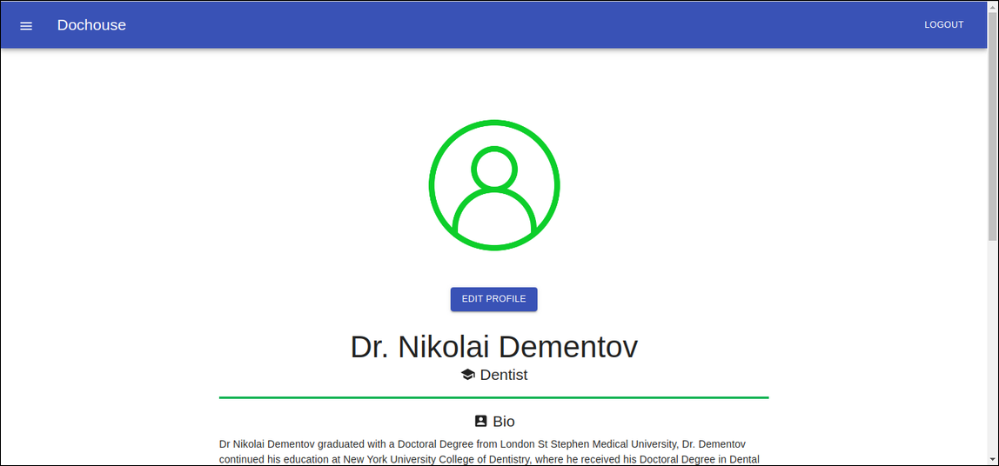 Dochouse
LOGOUT
EDIT PROFILE
Dr. Nikolai Dementov
Dentist
Bio
Dr Nikolai Dementov graduated with a Doctoral Degree from London St Stephen Medical University, Dr. Dementov
continued his education at New York University College of Dentistry, where he received his Doctoral Degree in Dental